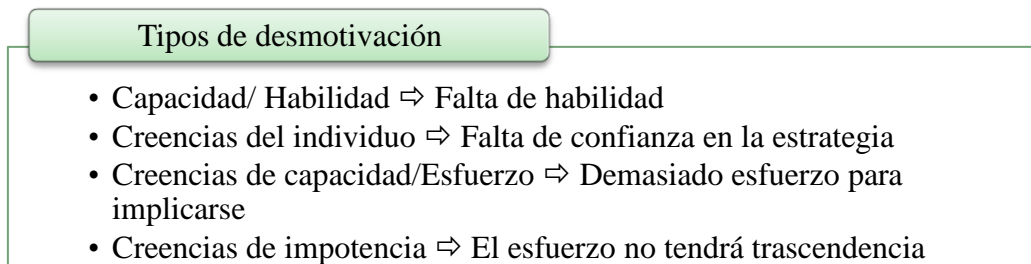 Tipos de desmotivación
• Capacidad/ Habilidad ⇨ Falta de habilidad
• Creencias del individuo ⇨ Falta de confianza en la estrategia
• Creencias de capacidad/Esfuerzo ⇨ Demasiado esfuerzo para
implicarse
• Creencias de impotencia ⇨ El esfuerzo no tendrá trascendencia